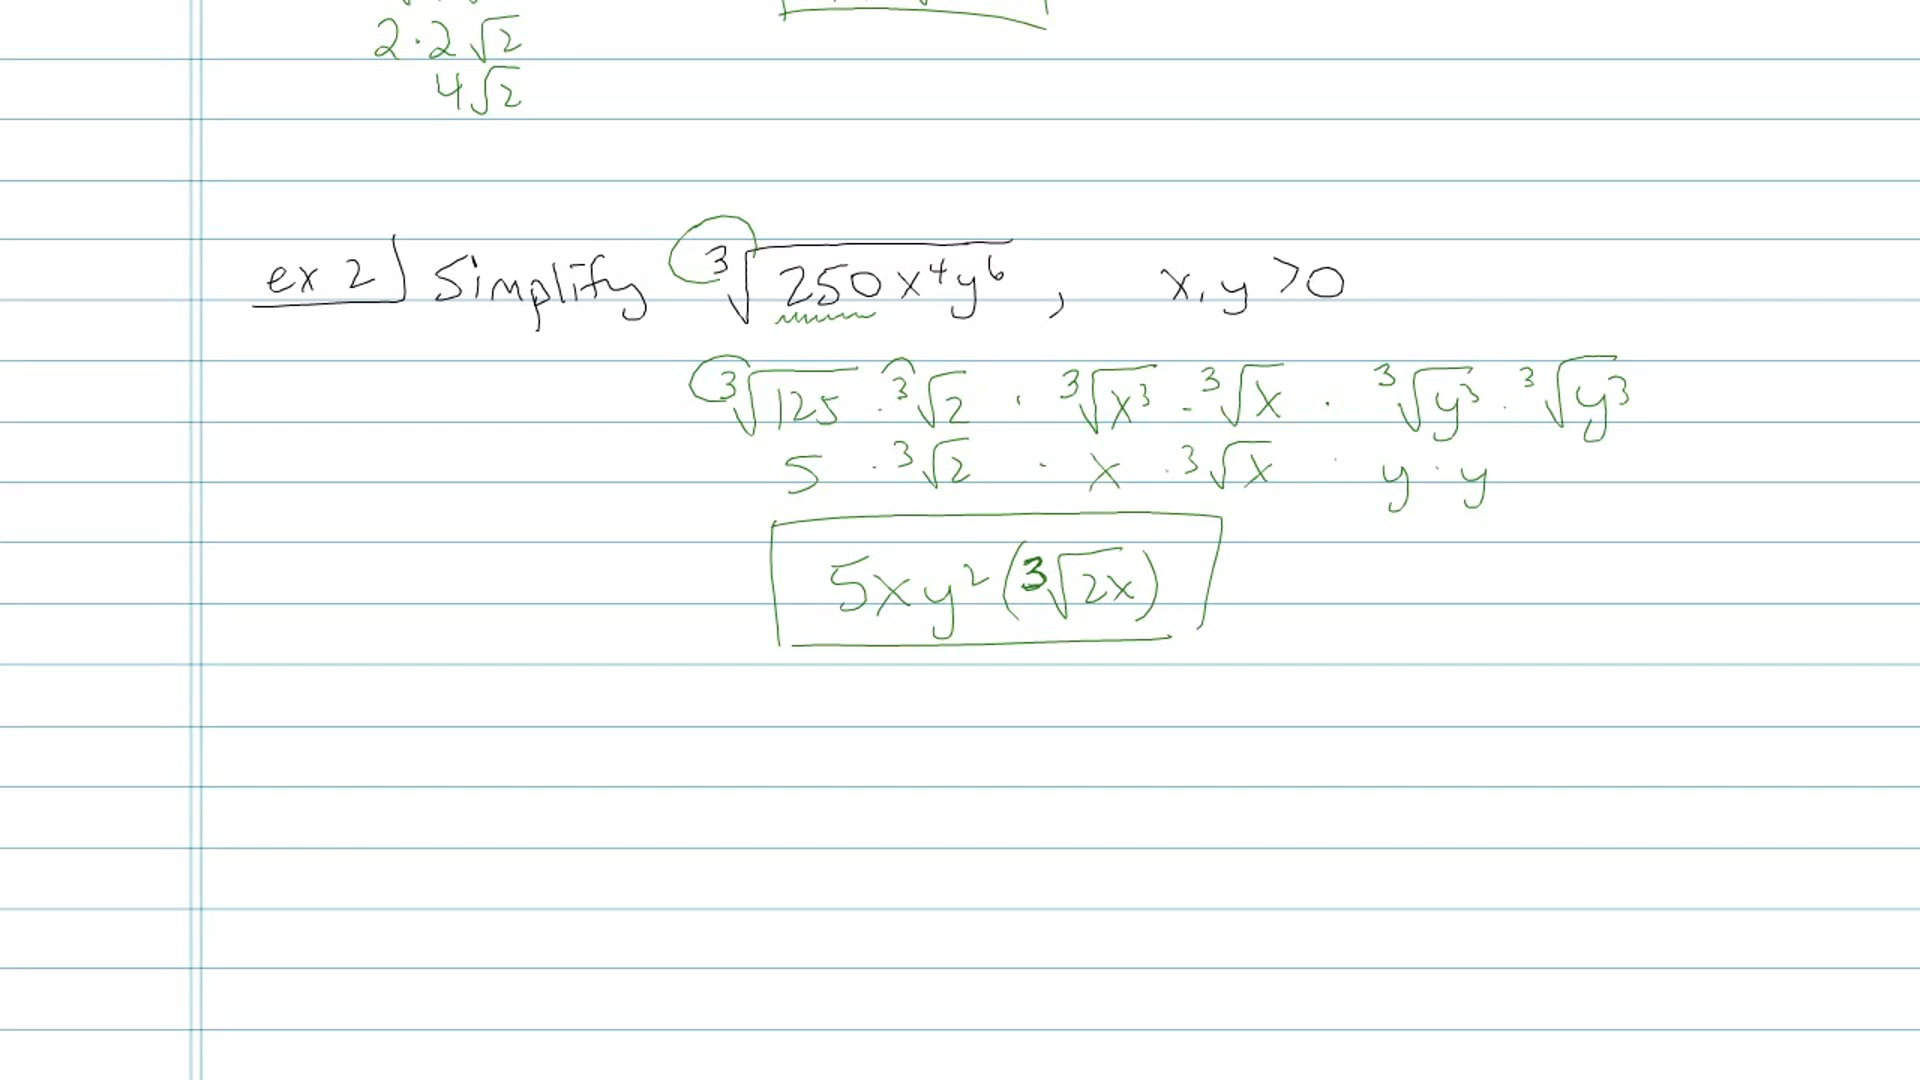 2·2√2
4√2
ex 2] Simplify ∛(250x⁴y⁶), x, y > 0
∛125 · ∛2 · ∛x³ · ∛x · ∛y³ · ∛y³
5 · ∛2 · x · ∛x · y · y
5xy²(∛2x)